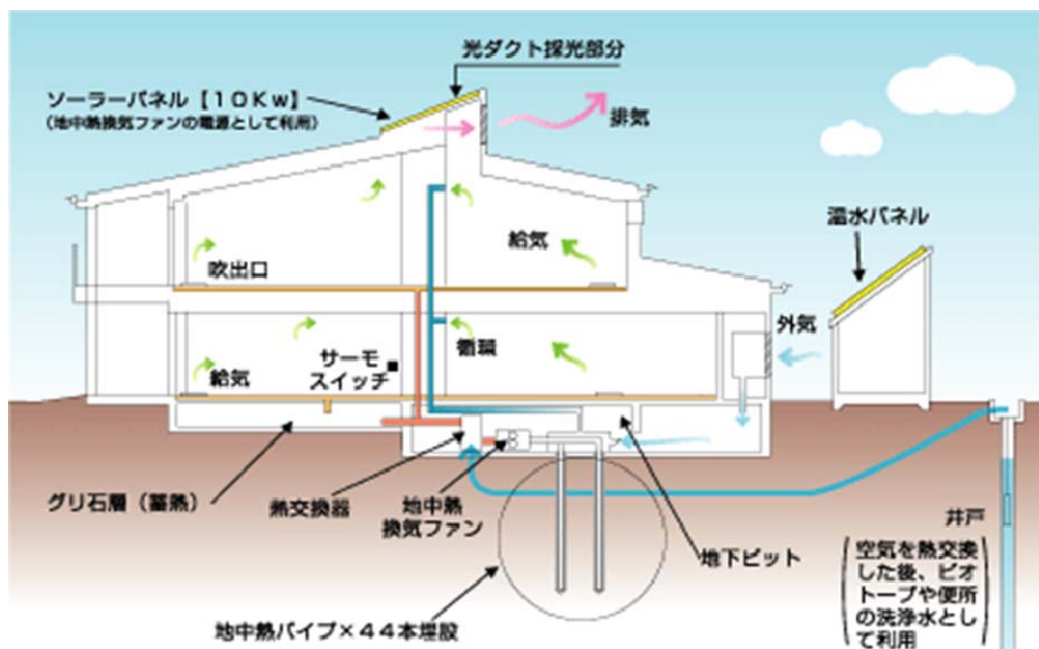 光ダクト採光部分
ソーラーパネル【10Kw】
(地中熱換気ファンの電源として利用)
排気
温水パネル
給気
吹出口
外気
循環
サーモ
スイッチ
給気
グリ石層(蓄熱)
熱交換器
地中熱
換気ファン
地下ピット
井戸
(空気を熱交換
した後、ビオ
トープや便所
の洗浄水とし
て利用)
地中熱パイプ×44本埋設